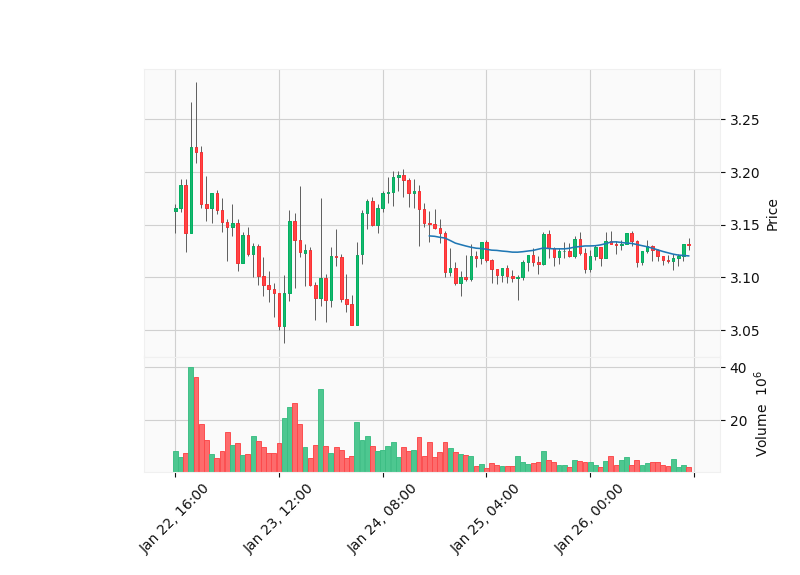 3.25
3.20
3.15
3.10
3.05
Price
40
20
Volume 10⁶
Jan 22, 16:00
Jan 23, 12:00
Jan 24, 08:00
Jan 25, 04:00
Jan 26, 00:00